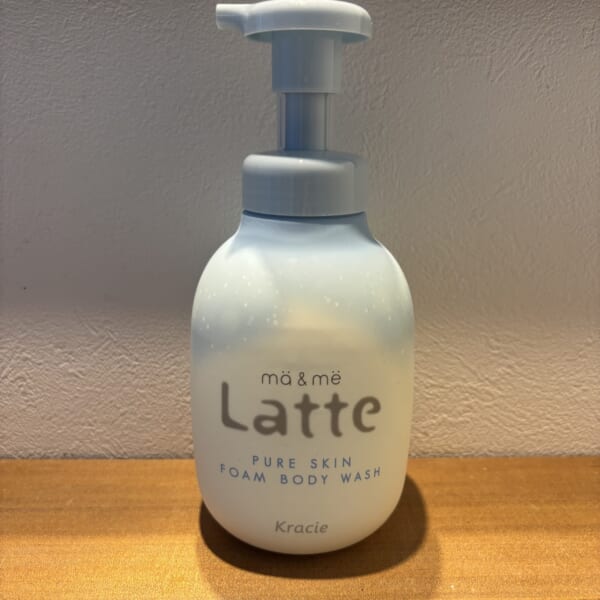 mä & më
Latte
PURE SKIN
FOAM BODY WASH
Kracie